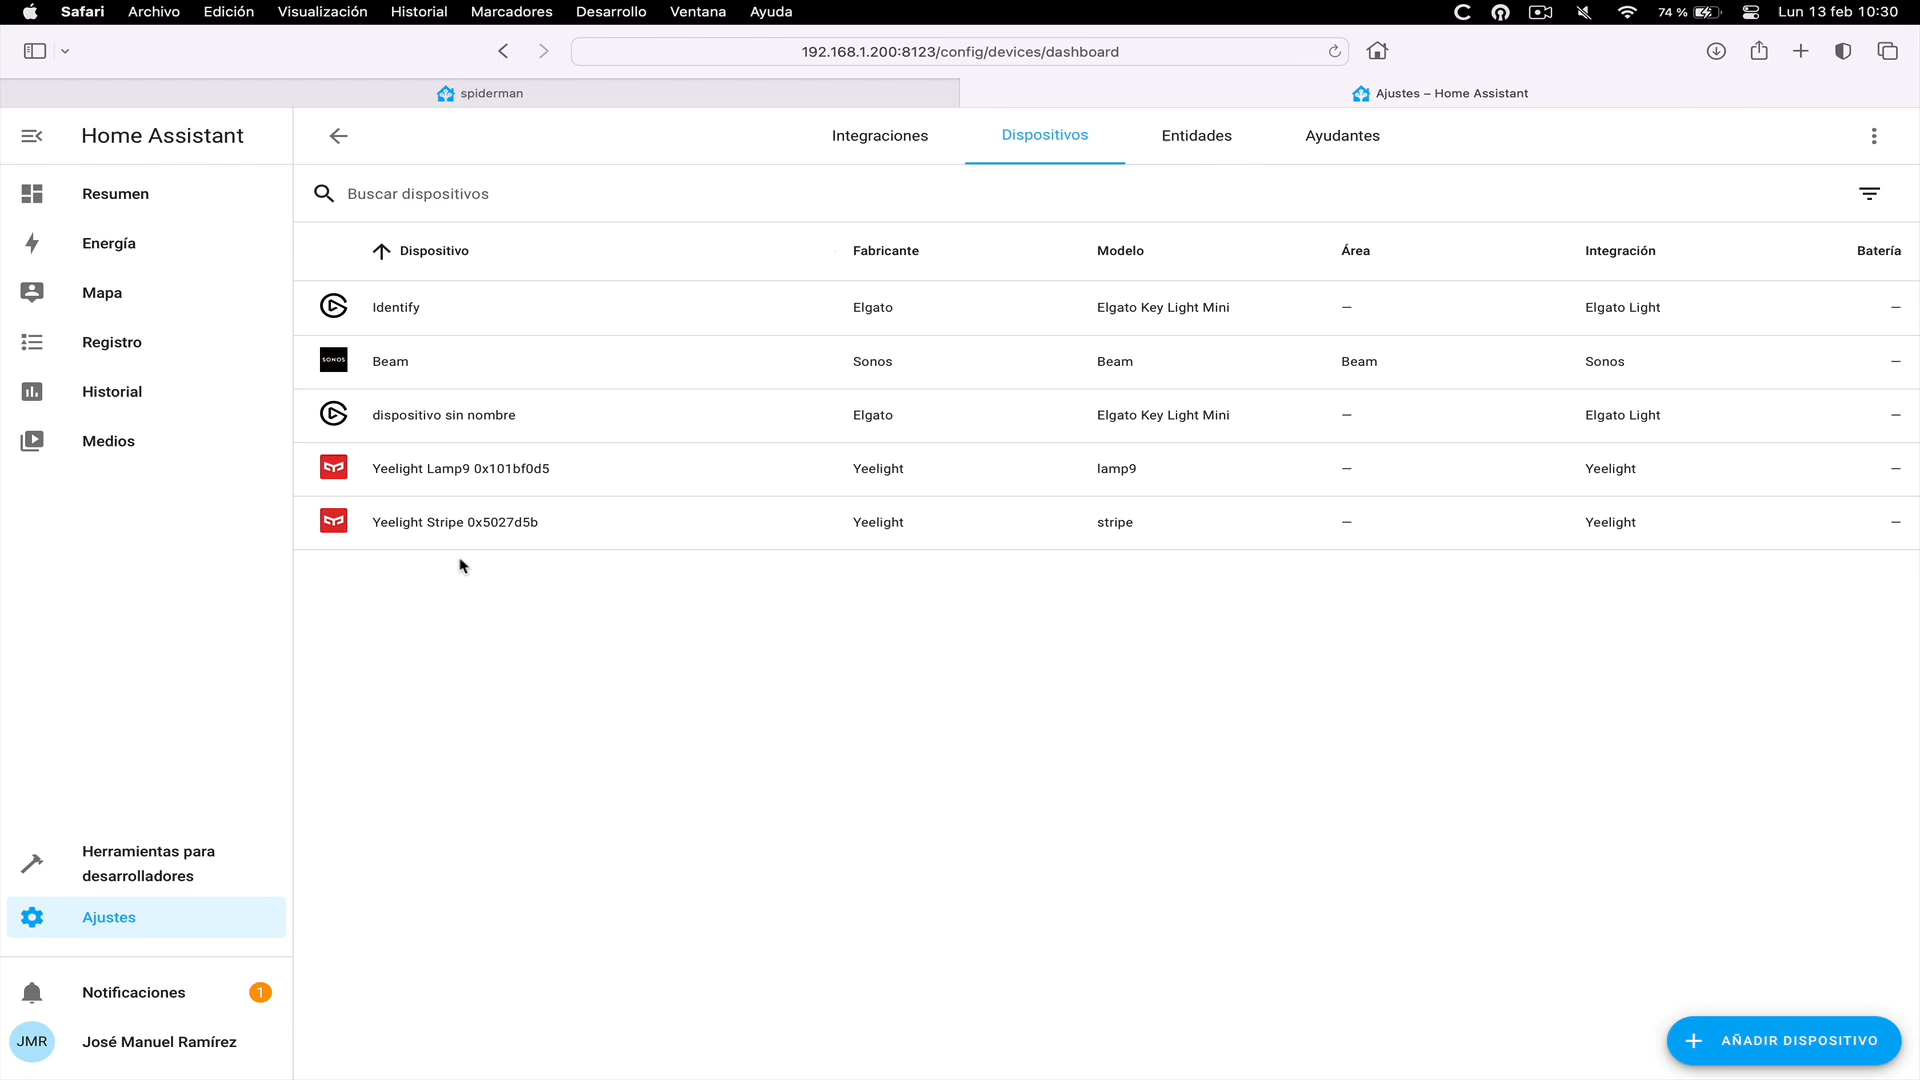 Safari Archivo Edición Visualización Historial Marcadores Desarrollo Ventana Ayuda 74 % Lun 13 feb 10:30
192.168.1.200:8123/config/devices/dashboard
spiderman Ajustes – Home Assistant
Home Assistant
Integraciones Dispositivos Entidades Ayudantes
Resumen
Energía
Mapa
Registro
Historial
Medios
Herramientas para
desarrolladores
Ajustes
Notificaciones 1
JMR José Manuel Ramírez
Buscar dispositivos
Dispositivo Fabricante Modelo Área Integración Batería
Identify Elgato Elgato Key Light Mini — Elgato Light —
SONOS Beam Sonos Beam Beam Sonos —
dispositivo sin nombre Elgato Elgato Key Light Mini — Elgato Light —
Yeelight Lamp9 0x101bf0d5 Yeelight lamp9 — Yeelight —
Yeelight Stripe 0x5027d5b Yeelight stripe — Yeelight —
AÑADIR DISPOSITIVO